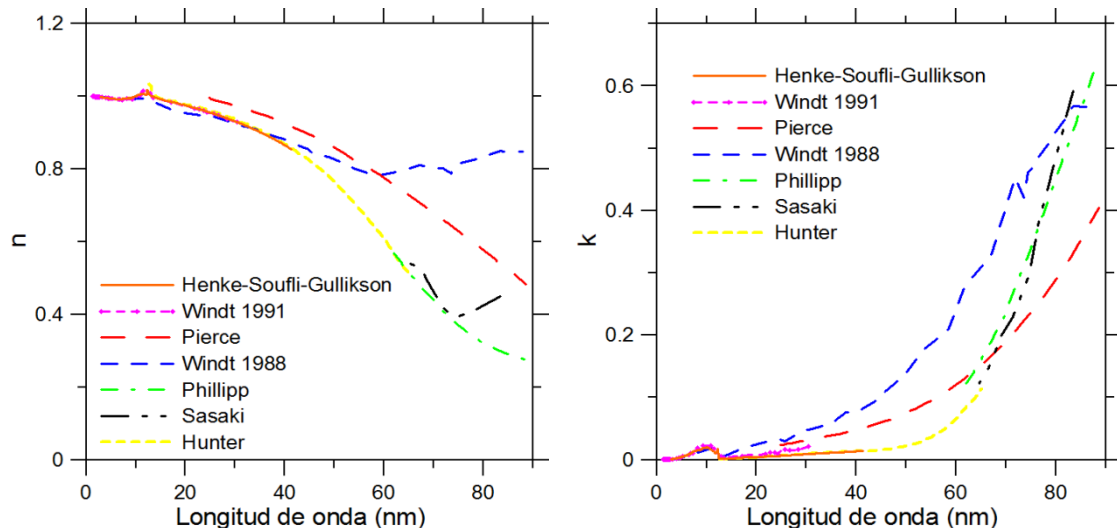 1.2
0.8
0.4
0
n
Henke-Soufli-Gullikson
Windt 1991
Pierce
Windt 1988
Phillipp
Sasaki
Hunter
0 20 40 60 80
Longitud de onda (nm)
0.6
0.4
0.2
0
k
Henke-Soufli-Gullikson
Windt 1991
Pierce
Windt 1988
Phillipp
Sasaki
Hunter
0 20 40 60 80
Longitud de onda (nm)